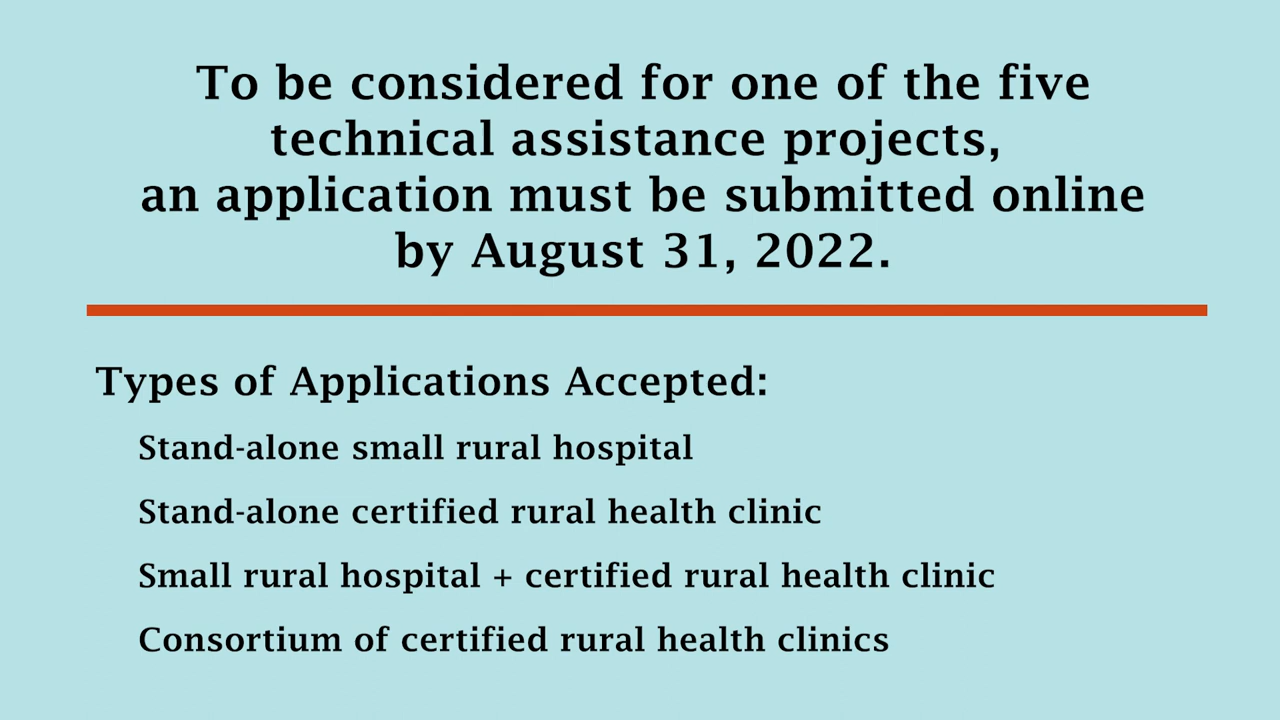 To be considered for one of the five
technical assistance projects,
an application must be submitted online
by August 31, 2022.
Types of Applications Accepted:
Stand-alone small rural hospital
Stand-alone certified rural health clinic
Small rural hospital + certified rural health clinic
Consortium of certified rural health clinics